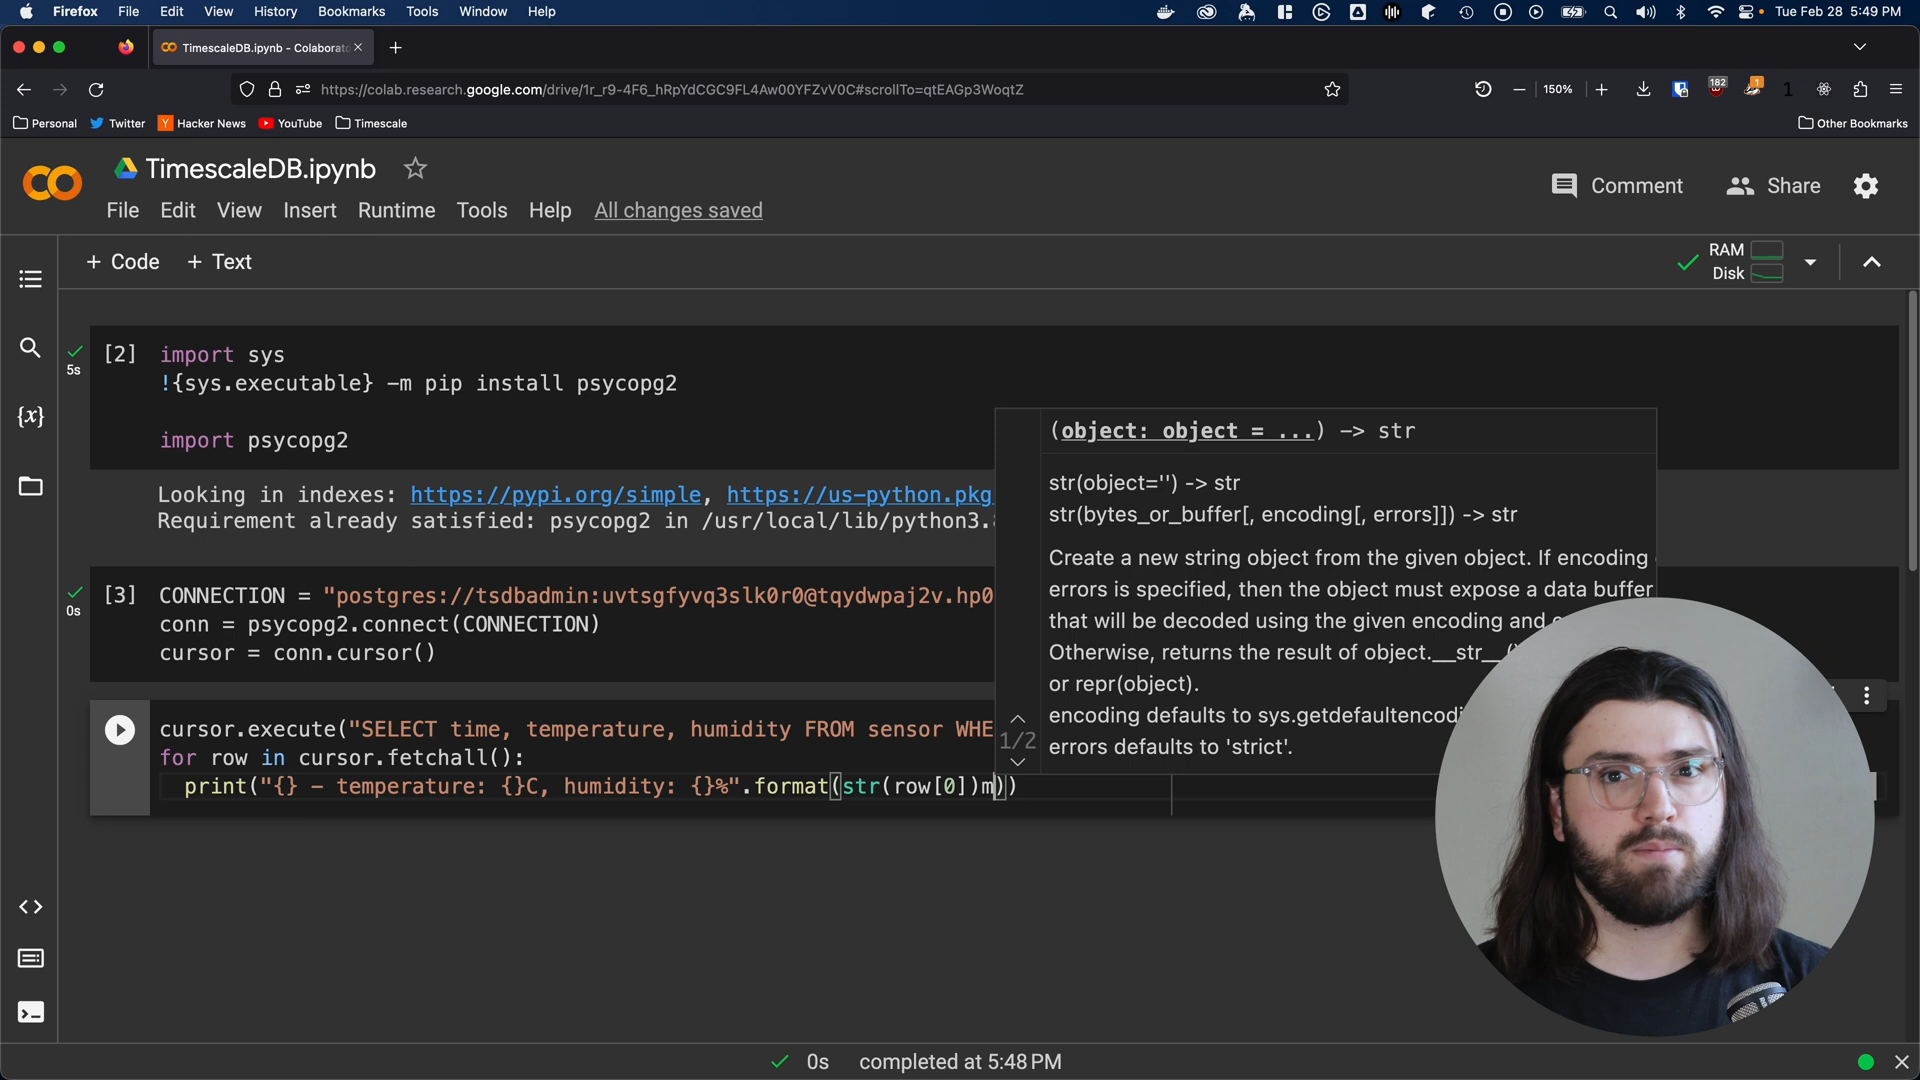 Firefox File Edit View History Bookmarks Tools Window Help Tue Feb 28 5:49 PM
TimescaleDB.ipynb - Colaborato
https://colab.research.google.com/drive/1r_r9-4F6_hRpYdCGC9FL4Aw00YFZvV0C#scrollTo=qtEAGp3WoqtZ 150% 182 1 1
Personal Twitter Hacker News YouTube Timescale Other Bookmarks
TimescaleDB.ipynb
Comment Share
File Edit View Insert Runtime Tools Help All changes saved
+ Code + Text
RAM
Disk
[2] import sys
5s
!{sys.executable} -m pip install psycopg2
import psycopg2
Looking in indexes: https://pypi.org/simple, https://us-python.pkg
Requirement already satisfied: psycopg2 in /usr/local/lib/python3.
(object: object = ...) -> str
str(object='') -> str
str(bytes_or_buffer[, encoding[, errors]]) -> str
Create a new string object from the given object. If encoding
errors is specified, then the object must expose a data buffer
that will be decoded using the given encoding and
Otherwise, returns the result of object.__str__()
or repr(object).
encoding defaults to sys.getdefaultencodi
errors defaults to 'strict'.
1/2
[3] CONNECTION = "postgres://tsdbadmin:uvtsgfyvq3slk0r0@tqydwpaj2v.hp0
0s
conn = psycopg2.connect(CONNECTION)
cursor = conn.cursor()
cursor.execute("SELECT time, temperature, humidity FROM sensor WHE
for row in cursor.fetchall():
print("{} - temperature: {}C, humidity: {}%".format(str(row[0])m))
0s completed at 5:48 PM